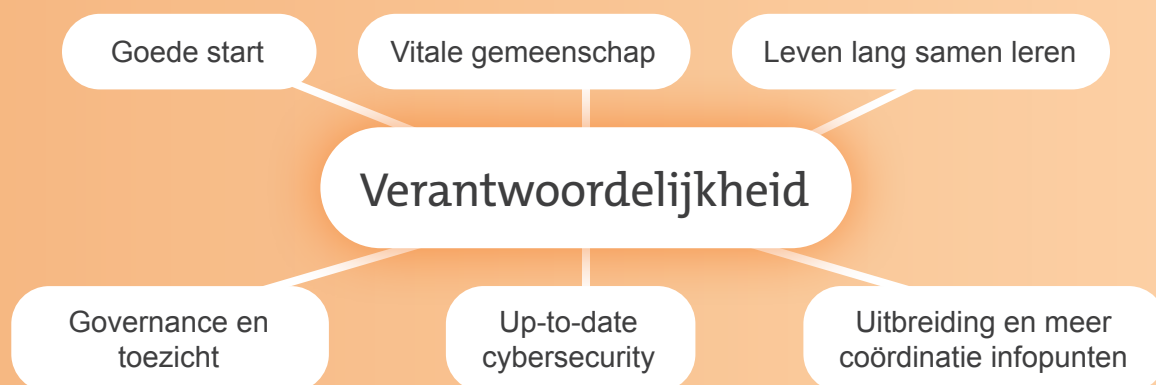 Goede start
Vitale gemeenschap
Leven lang samen leren
Verantwoordelijkheid
Governance en
toezicht
Up-to-date
cybersecurity
Uitbreiding en meer
coördinatie infopunten